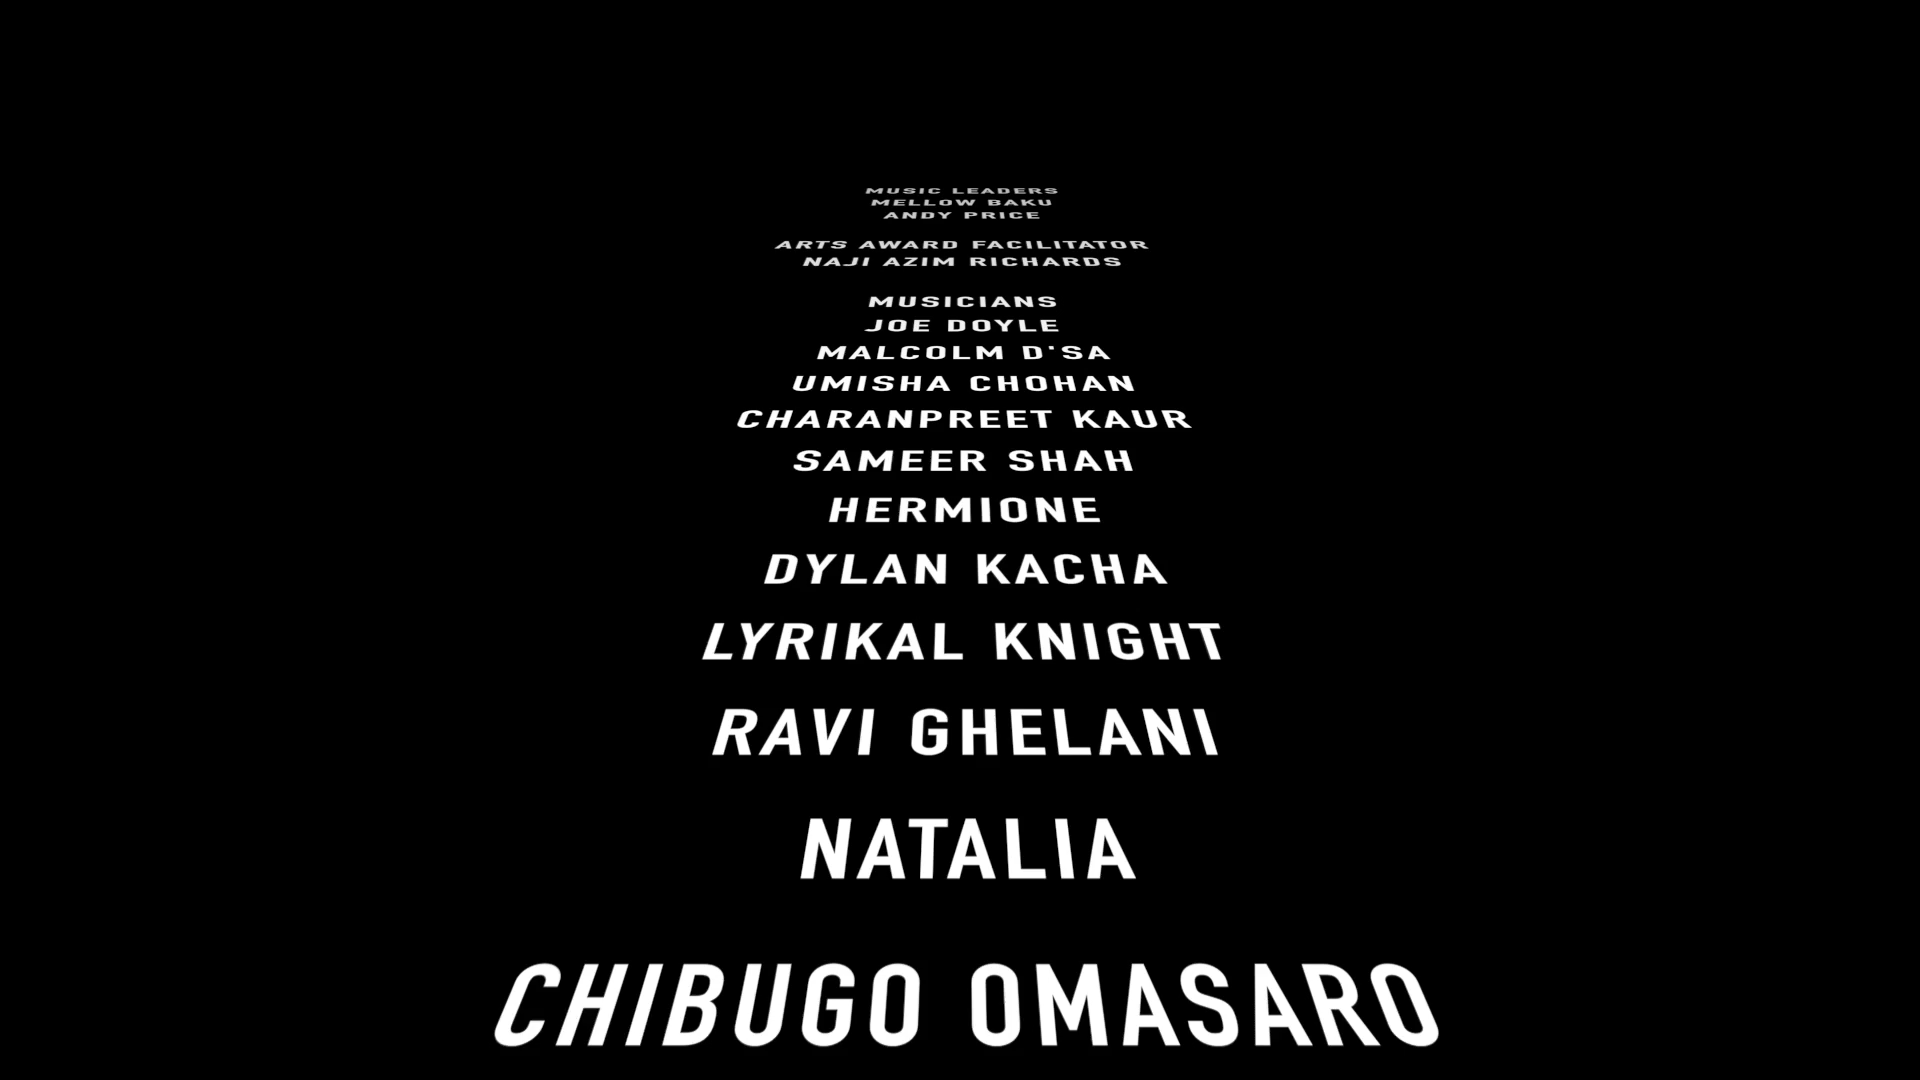 MUSIC LEADERS
MELLOW BAKU
ANDY PRICE
ARTS AWARD FACILITATOR
NAJI AZIM RICHARDS
MUSICIANS
JOE DOYLE
MALCOLM D'SA
UMISHA CHOHAN
CHARANPREET KAUR
SAMEER SHAH
HERMIONE
DYLAN KACHA
LYRIKAL KNIGHT
RAVI GHELANI
NATALIA
CHIBUGO OMASARO